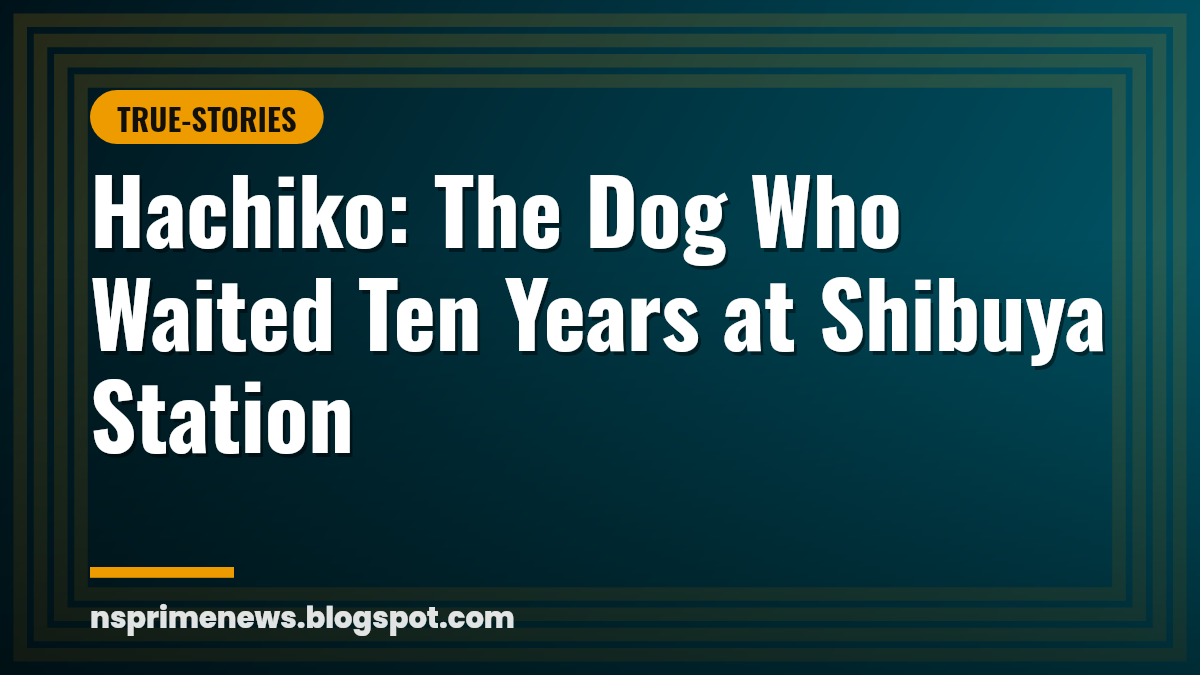 TRUE-STORIES
Hachiko: The Dog Who
Waited Ten Years at Shibuya
Station
nsprimenews.blogspot.com